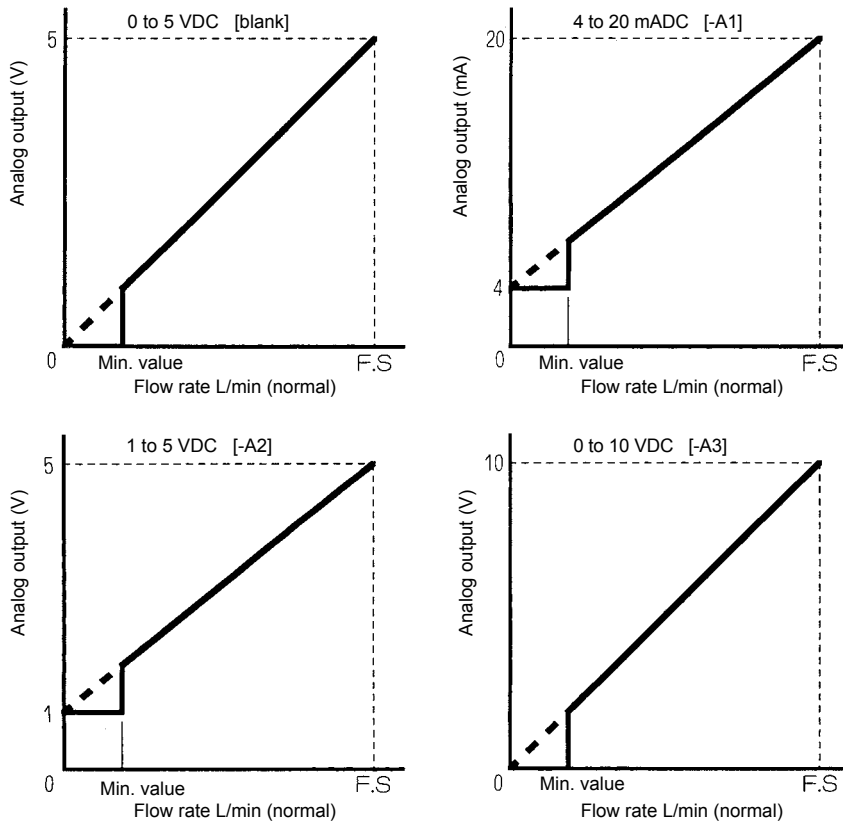 0 to 5 VDC [blank]
5
Analog output (V)
0
Min. value
F.S
Flow rate L/min (normal)
4 to 20 mADC [-A1]
20
Analog output (mA)
4
0
Min. value
F.S
Flow rate L/min (normal)
1 to 5 VDC [-A2]
5
Analog output (V)
1
0
Min. value
F.S
Flow rate L/min (normal)
0 to 10 VDC [-A3]
10
Analog output (V)
0
Min. value
F.S
Flow rate L/min (normal)